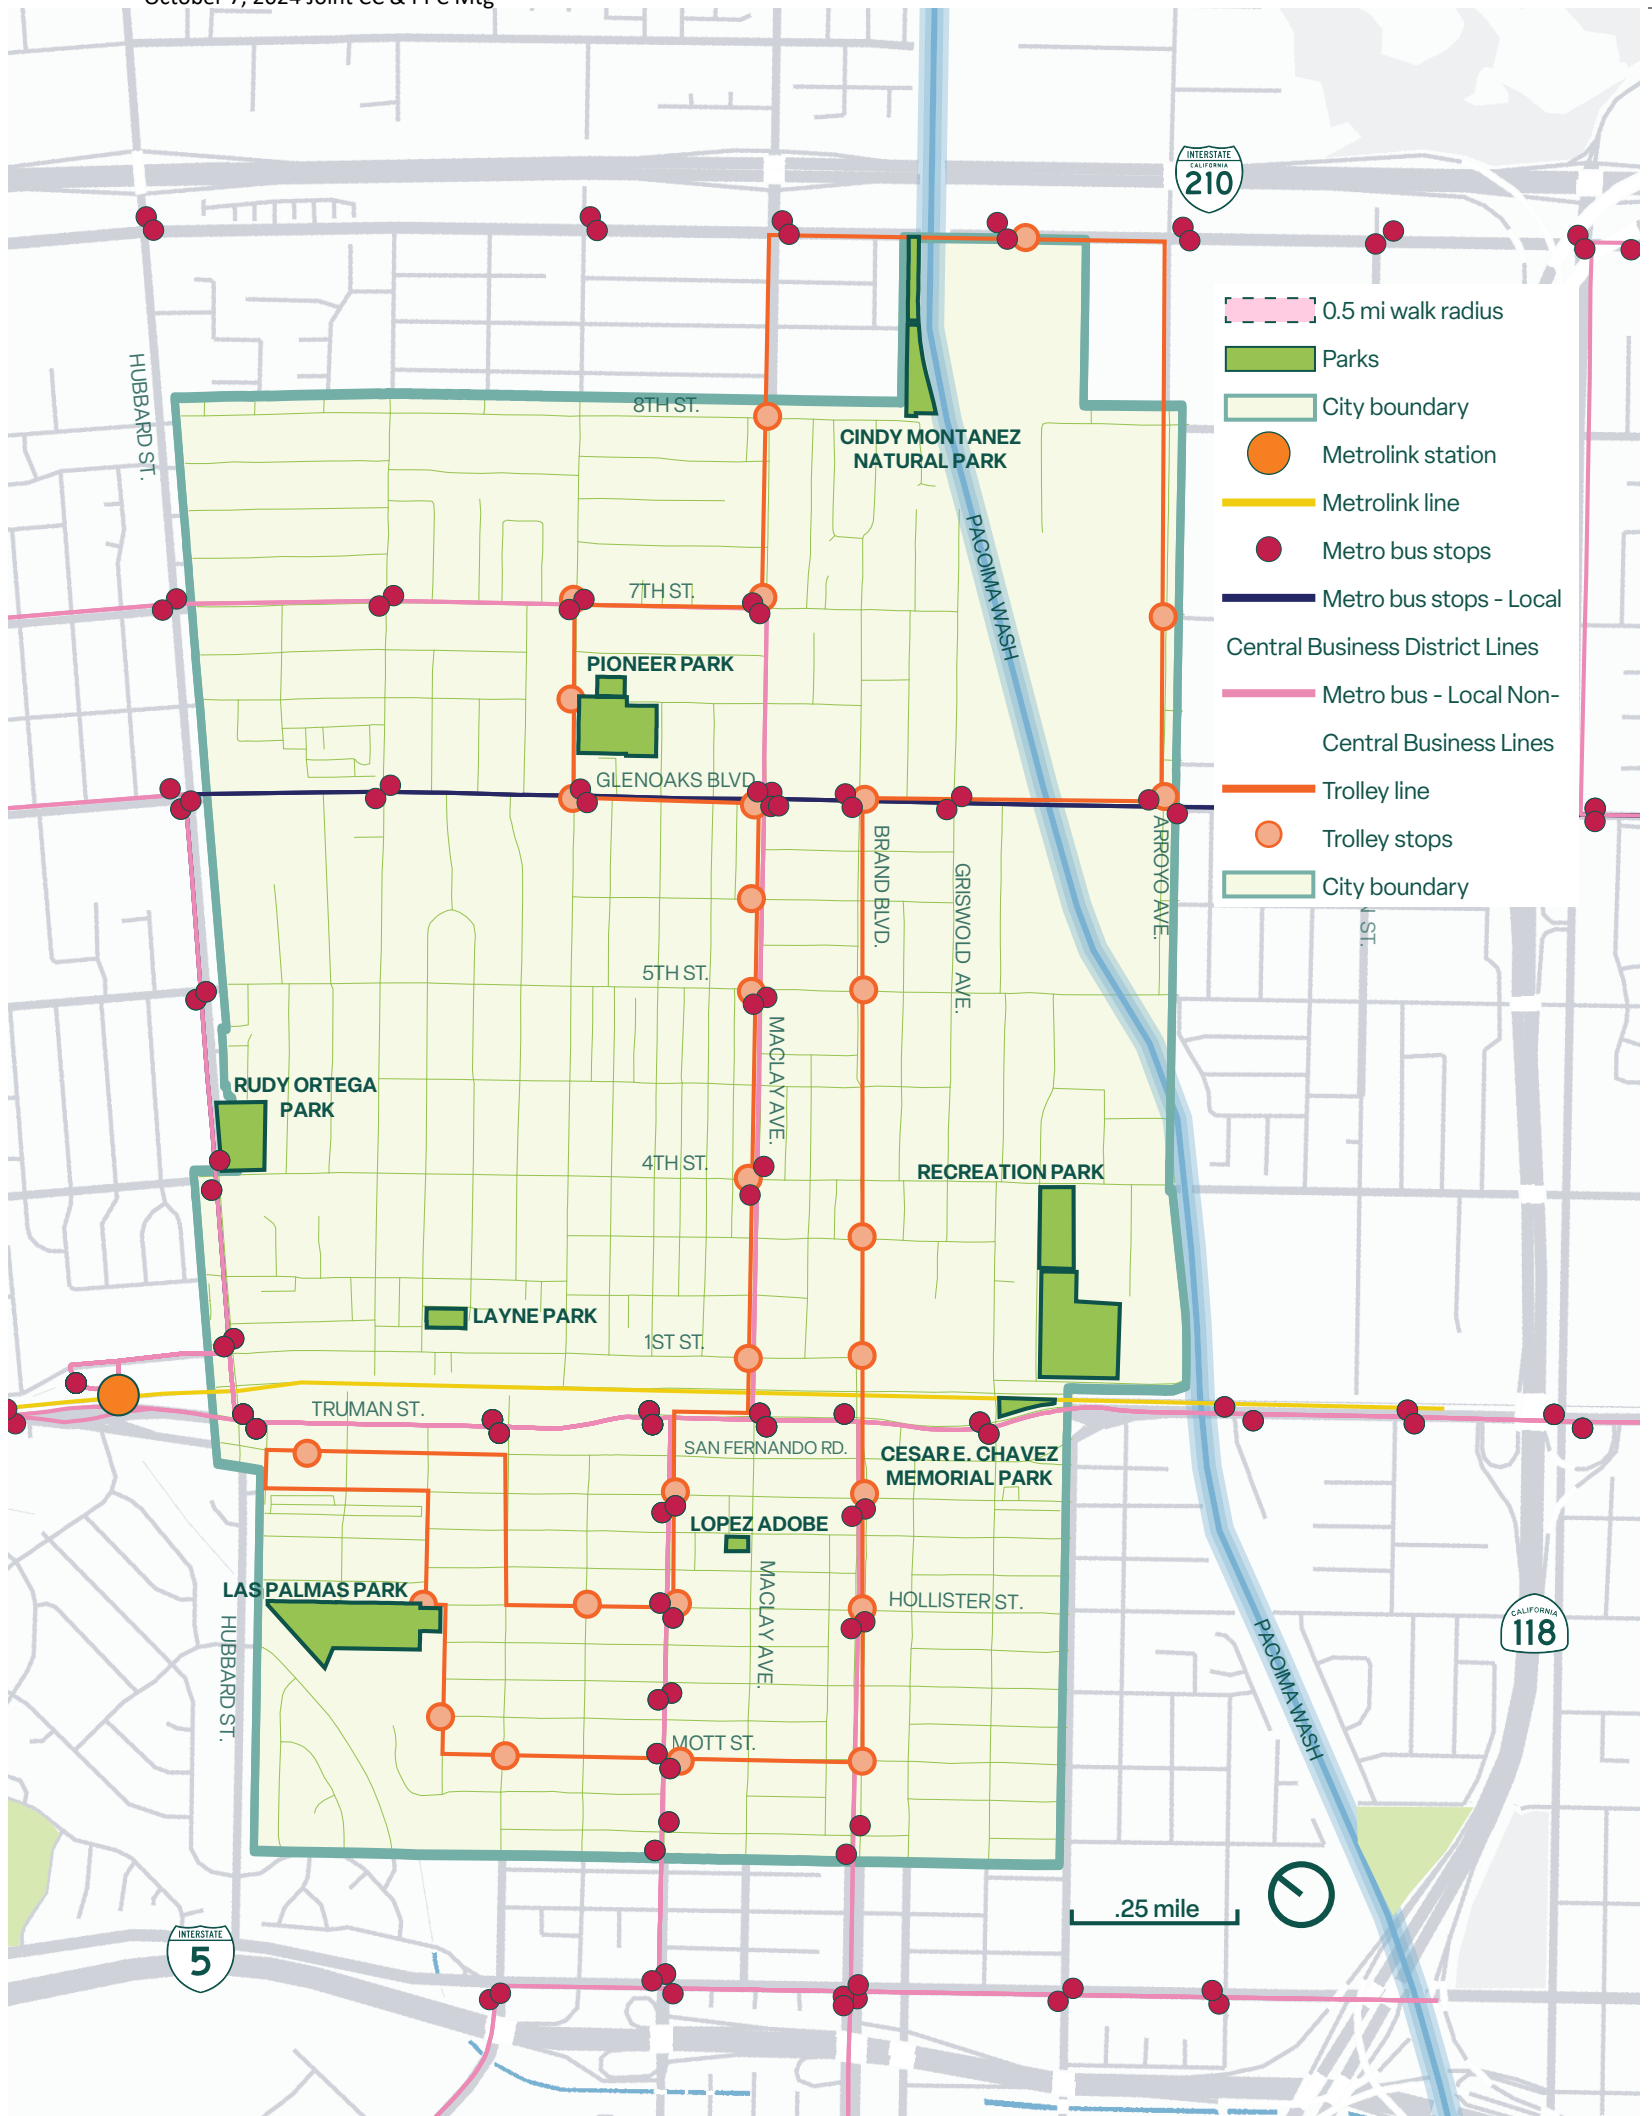 October 7, 2024 Joint CC & PPC Mtg
INTERSTATE
CALIFORNIA
210
0.5 mi walk radius
Parks
City boundary
Metrolink station
Metrolink line
Metro bus stops
Metro bus stops - Local
Central Business District Lines
Metro bus - Local Non-
Central Business Lines
Trolley line
Trolley stops
City boundary
HUBBARD ST.
8TH ST.
CINDY MONTANEZ
NATURAL PARK
PACOIMA WASH
7TH ST.
PIONEER PARK
GLENOAKS BLVD
BRAND BLVD.
GRISWOLD AVE.
ARROYO AVE.
ST.
5TH ST.
MACLAY AVE.
RUDY ORTEGA
PARK
4TH ST.
RECREATION PARK
LAYNE PARK
1ST ST.
TRUMAN ST.
SAN FERNANDO RD.
CESAR E. CHAVEZ
MEMORIAL PARK
LOPEZ ADOBE
LAS PALMAS PARK
HUBBARD ST.
MACLAY AVE.
HOLLISTER ST.
CALIFORNIA
118
PACOIMA WASH
MOTT ST.
.25 mile
INTERSTATE
5